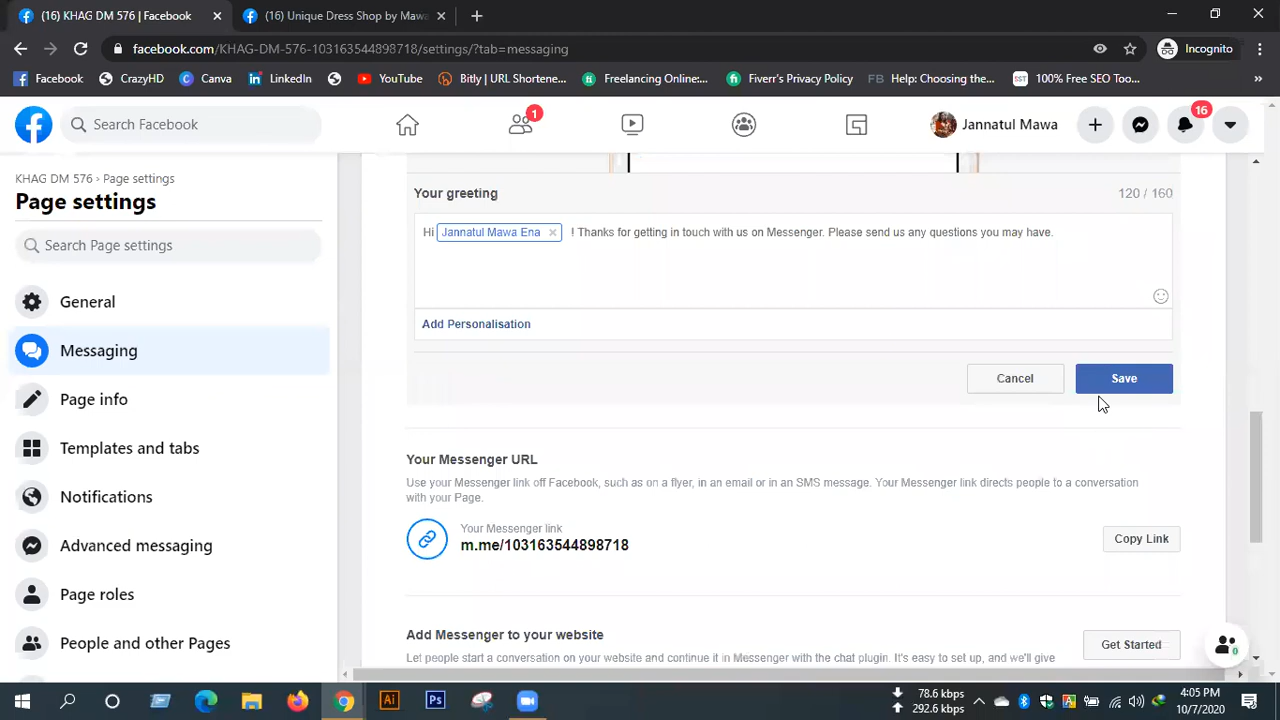 (16) KHAG DM 576 | Facebook
(16) Unique Dress Shop by Mawa
facebook.com/KHAG-DM-576-103163544898718/settings/?tab=messaging
Incognito
Facebook
CrazyHD
Canva
LinkedIn
YouTube
Bitly | URL Shortene...
Freelancing Online:...
Fiverr's Privacy Policy
FB Help: Choosing the...
SST 100% Free SEO Too...
Search Facebook
1
Jannatul Mawa
16
KHAG DM 576 › Page settings
Page settings
Search Page settings
General
Messaging
Page info
Templates and tabs
Notifications
Advanced messaging
Page roles
People and other Pages
Your greeting
120 / 160
Hi Jannatul Mawa Ena × ! Thanks for getting in touch with us on Messenger. Please send us any questions you may have.
Add Personalisation
Cancel
Save
Your Messenger URL
Use your Messenger link off Facebook, such as on a flyer, in an email or in an SMS message. Your Messenger link directs people to a conversation
with your Page.
Your Messenger link
m.me/103163544898718
Copy Link
Add Messenger to your website
Let people start a conversation on your website and continue it in Messenger with the chat plugin. It's easy to set up, and we'll give
Get Started
0
Ai
Ps
78.6 kbps
292.6 kbps
4:05 PM
10/7/2020